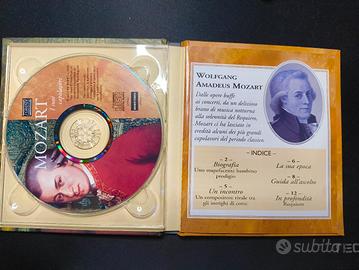 MOZART
I suoi
capolavori
WOLFGANG
AMADEUS MOZART
Dalle opere buffe
ai concerti, da un delizioso
brano di musica notturna
alla solennità del Requiem,
Mozart ci ha lasciato in
eredità alcuni dei più grandi
capolavori del periodo classico.
– INDICE –
– 2 –
Biografia
Uno stupefacente bambino
prodigio
– 5 –
Un incontro
Un compositore rivale tra
gli intrighi di corte
– 6 –
La sua epoca
– 8 –
Guida all'ascolto
– 12 –
In profondità
Requiem
subito